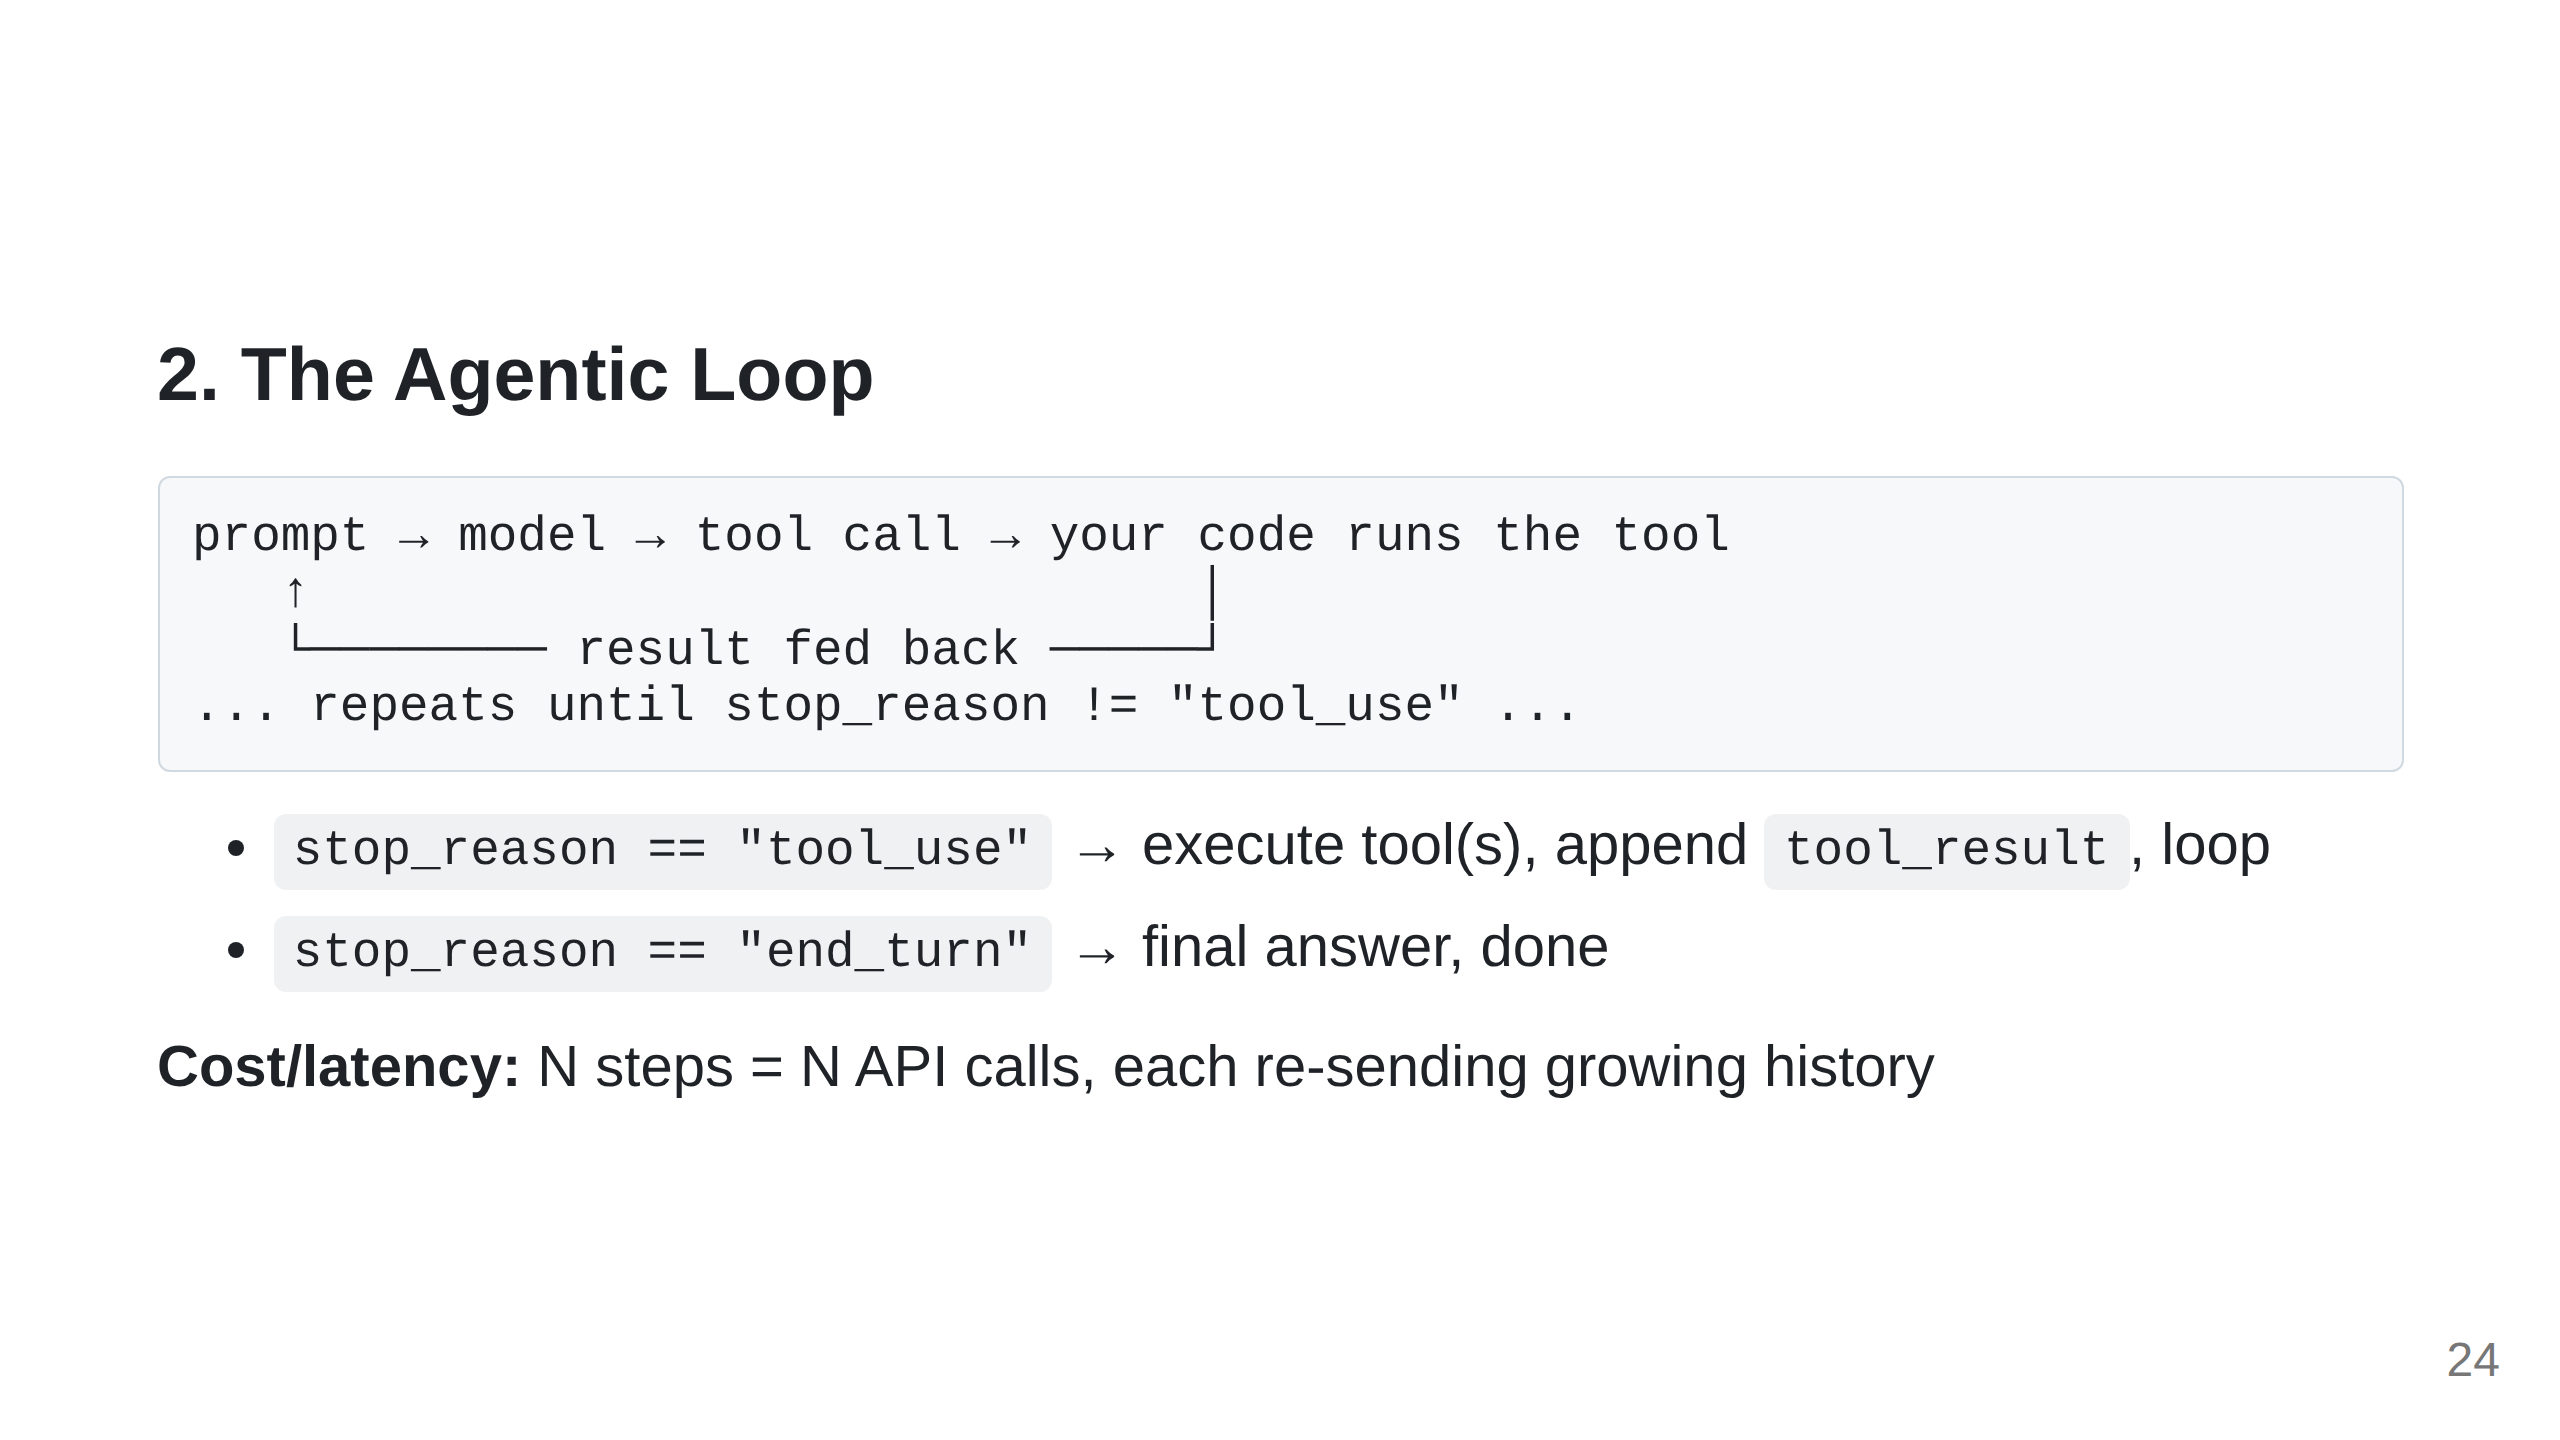 2. The Agentic Loop
prompt → model → tool call → your code runs the tool
   ↑                              │
   └───────── result fed back ──────┘
... repeats until stop_reason != "tool_use" ...
• stop_reason == "tool_use" → execute tool(s), append tool_result, loop
• stop_reason == "end_turn" → final answer, done
Cost/latency: N steps = N API calls, each re-sending growing history
24